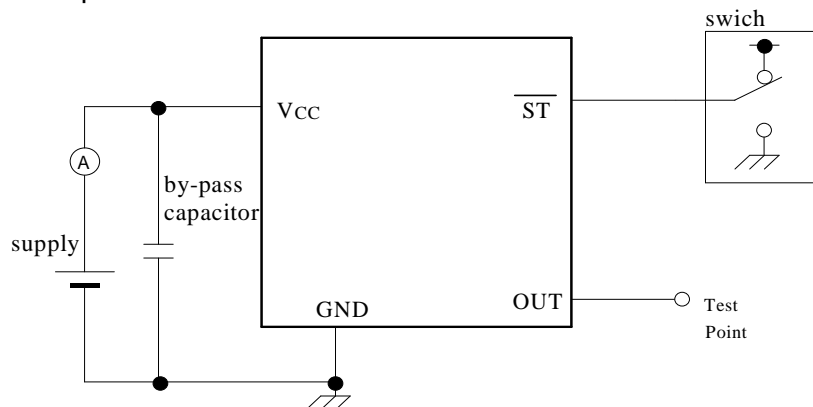 swich
VCC
ST
A
by-pass
capacitor
supply
GND
OUT
Test
Point